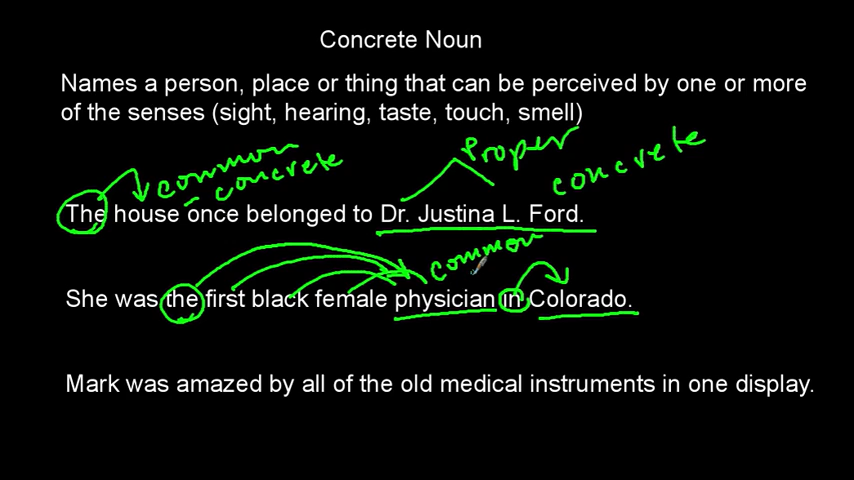 Concrete Noun
Names a person, place or thing that can be perceived by one or more
of the senses (sight, hearing, taste, touch, smell)
common
concrete
Proper
concrete
The house once belonged to Dr. Justina L. Ford.
common
She was the first black female physician in Colorado.
Mark was amazed by all of the old medical instruments in one display.